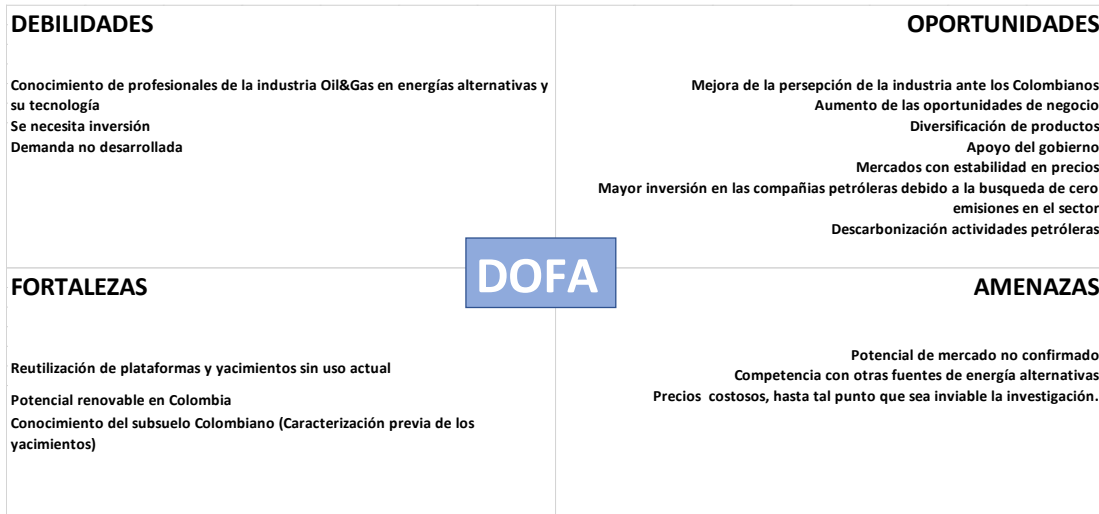 DEBILIDADES
Conocimiento de profesionales de la industria Oil&Gas en energías alternativas y
su tecnología
Se necesita inversión
Demanda no desarrollada
OPORTUNIDADES
Mejora de la persepción de la industria ante los Colombianos
Aumento de las oportunidades de negocio
Diversificación de productos
Apoyo del gobierno
Mercados con estabilidad en precios
Mayor inversión en las compañias petróleras debido a la busqueda de cero
emisiones en el sector
Descarbonización actividades petróleras
DOFA
FORTALEZAS
Reutilización de plataformas y yacimientos sin uso actual
Potencial renovable en Colombia
Conocimiento del subsuelo Colombiano (Caracterización previa de los
yacimientos)
AMENAZAS
Potencial de mercado no confirmado
Competencia con otras fuentes de energía alternativas
Precios costosos, hasta tal punto que sea inviable la investigación.